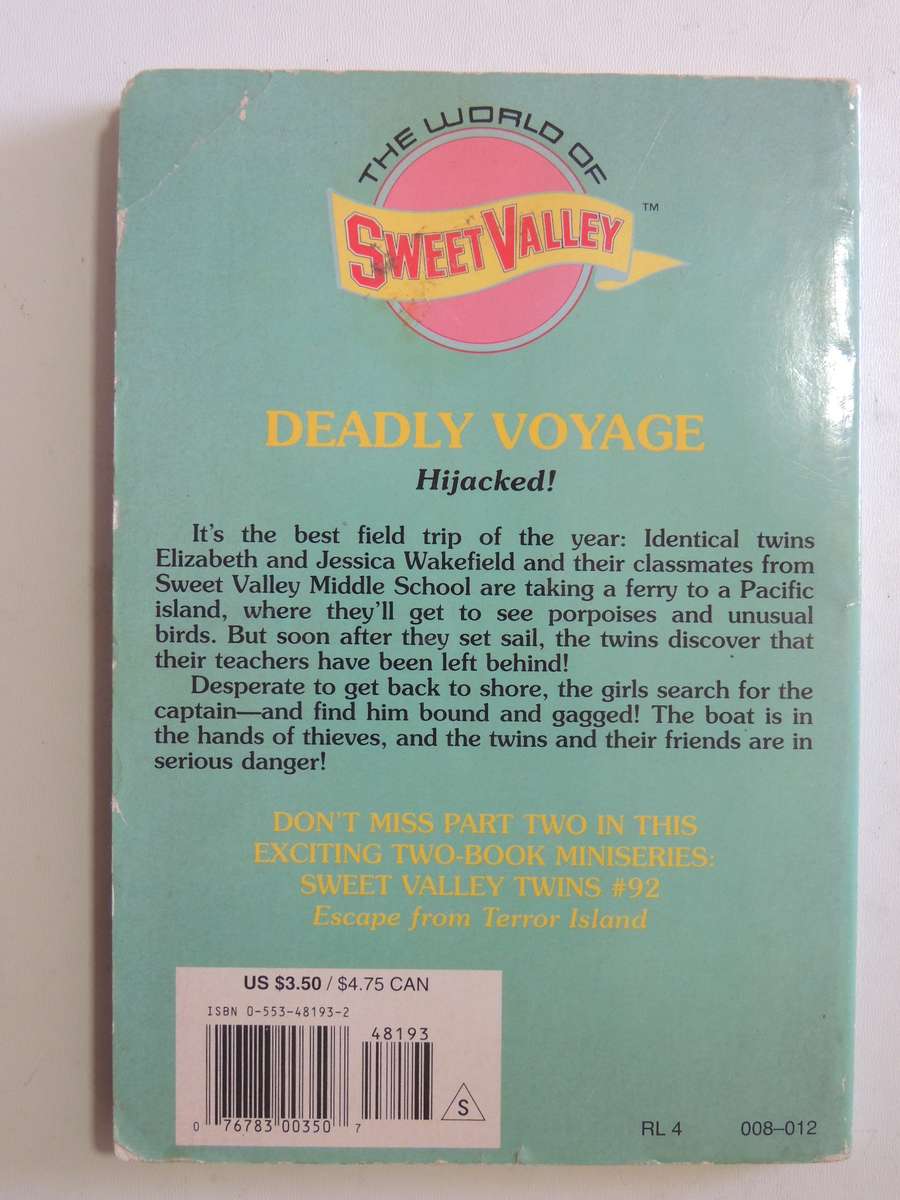 THE WORLD OF
SWEET VALLEY
TM
DEADLY VOYAGE
Hijacked!
It's the best field trip of the year: Identical twins
Elizabeth and Jessica Wakefield and their classmates from
Sweet Valley Middle School are taking a ferry to a Pacific
island, where they'll get to see porpoises and unusual
birds. But soon after they set sail, the twins discover that
their teachers have been left behind!
Desperate to get back to shore, the girls search for the
captain—and find him bound and gagged! The boat is in
the hands of thieves, and the twins and their friends are in
serious danger!
DON'T MISS PART TWO IN THIS
EXCITING TWO-BOOK MINISERIES:
SWEET VALLEY TWINS #92
Escape from Terror Island
US $3.50 / $4.75 CAN
ISBN 0-553-48193-2
48193
S
0 76783 00350 7
RL 4 008–012